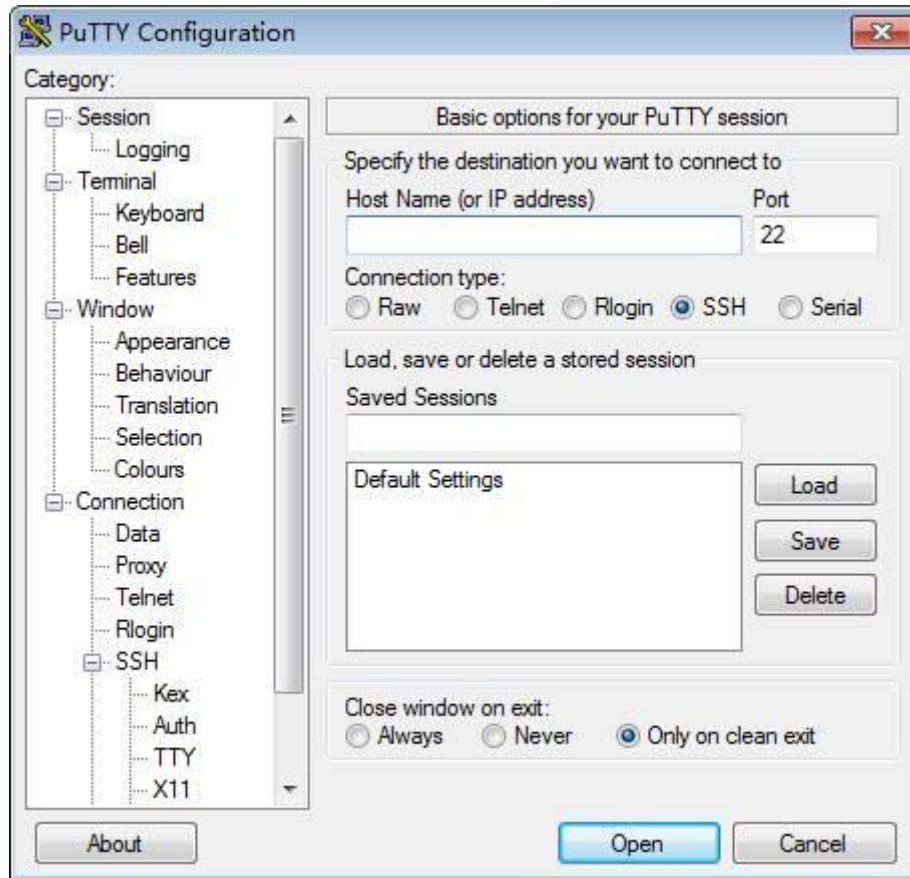 PuTTY Configuration
Category:
Session
Logging
Terminal
Keyboard
Bell
Features
Window
Appearance
Behaviour
Translation
Selection
Colours
Connection
Data
Proxy
Telnet
Rlogin
SSH
Kex
Auth
TTY
X11
Basic options for your PuTTY session
Specify the destination you want to connect to
Host Name (or IP address) Port
22
Connection type:
Raw Telnet Rlogin SSH Serial
Load, save or delete a stored session
Saved Sessions
Default Settings
Load
Save
Delete
Close window on exit:
Always Never Only on clean exit
About Open Cancel